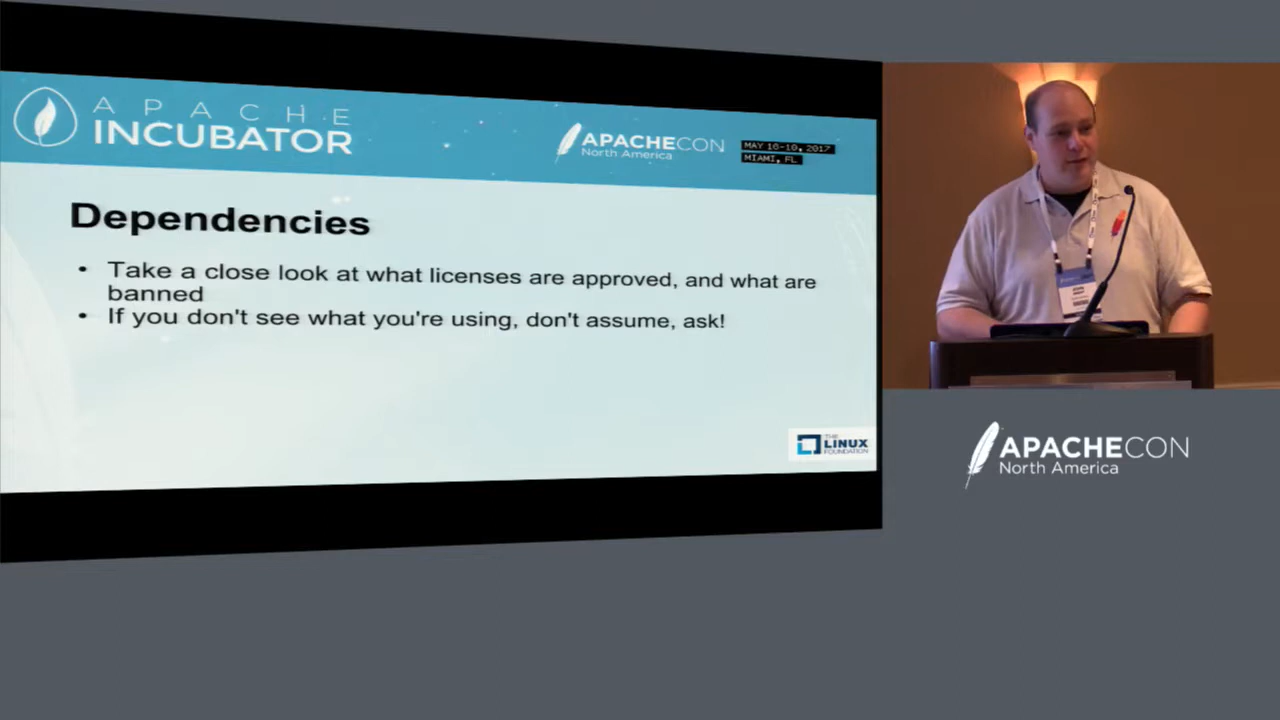 APACHE
INCUBATOR
APACHECON
North America
MAY 16-18, 2017
MIAMI, FL
Dependencies
• Take a close look at what licenses are approved, and what are
banned
• If you don't see what you're using, don't assume, ask!
THE
LINUX
FOUNDATION
APACHECON
North America